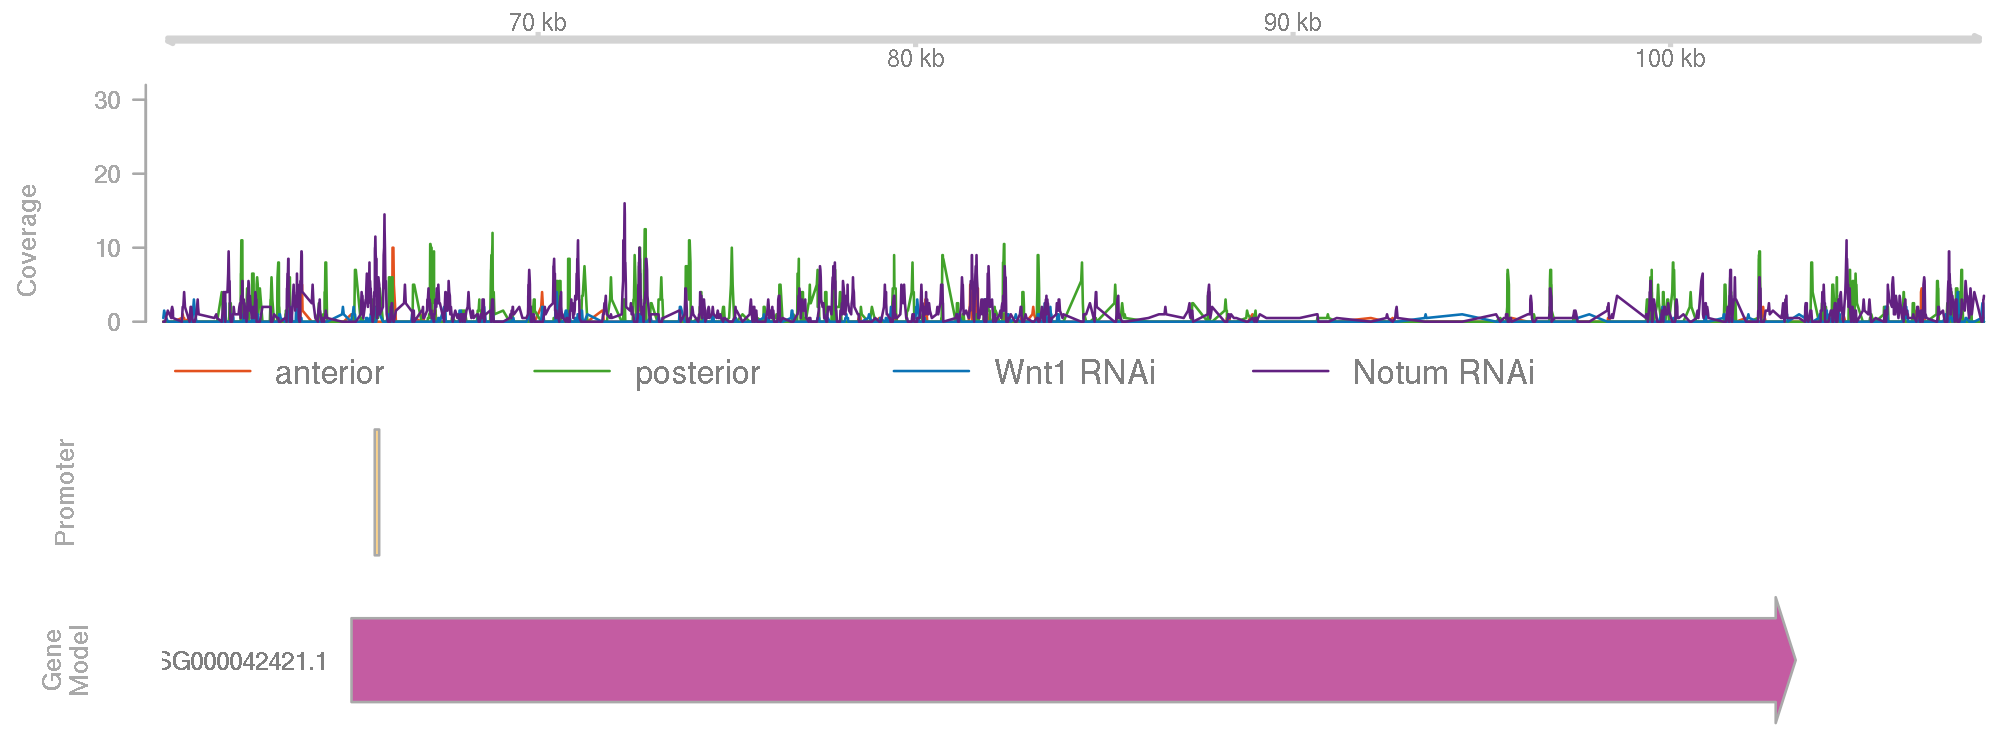 70 kb
90 kb
80 kb
100 kb
30
20
10
0
Coverage
anterior posterior Wnt1 RNAi Notum RNAi
Promoter
Gene
Model
SG000042421.1